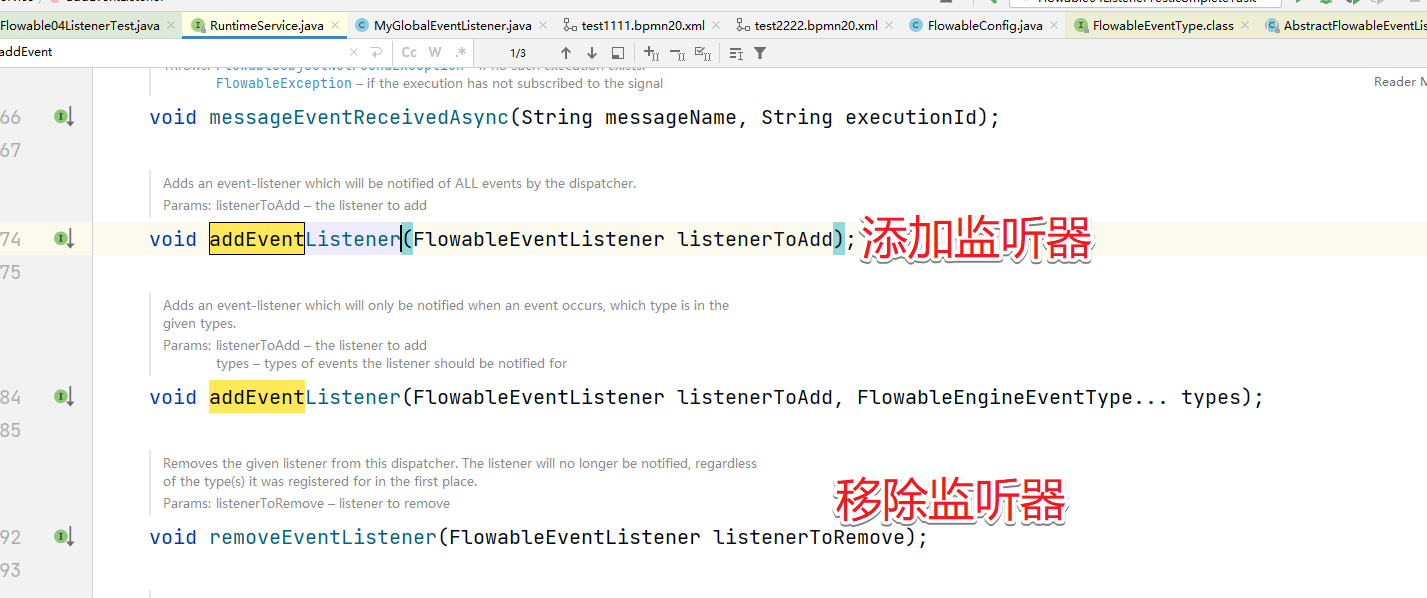 Flowable04ListenerTest.java RuntimeService.java MyGlobalEventListener.java test1111.bpmn20.xml test2222.bpmn20.xml FlowableConfig.java FlowableEventType.class AbstractFlowableEventLis
addEvent Cc W .* 1/3
FlowableException – if the execution has not subscribed to the signal
Reader M
66 void messageEventReceivedAsync(String messageName, String executionId);
67
Adds an event-listener which will be notified of ALL events by the dispatcher.
Params: listenerToAdd – the listener to add
74 void addEventListener(FlowableEventListener listenerToAdd); 添加监听器
75
Adds an event-listener which will only be notified when an event occurs, which type is in the
given types.
Params: listenerToAdd – the listener to add
types – types of events the listener should be notified for
84 void addEventListener(FlowableEventListener listenerToAdd, FlowableEngineEventType... types);
85
Removes the given listener from this dispatcher. The listener will no longer be notified, regardless
of the type(s) it was registered for in the first place.
Params: listenerToRemove – listener to remove
移除监听器
92 void removeEventListener(FlowableEventListener listenerToRemove);
93